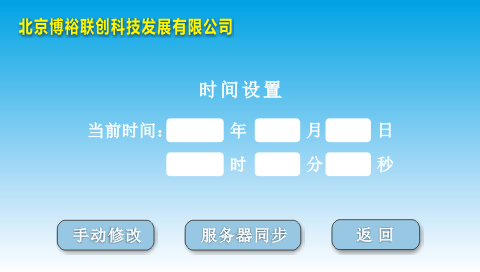 北京博裕联创科技发展有限公司
时间设置
当前时间： 年 月 日
时 分 秒
手动修改 服务器同步 返回